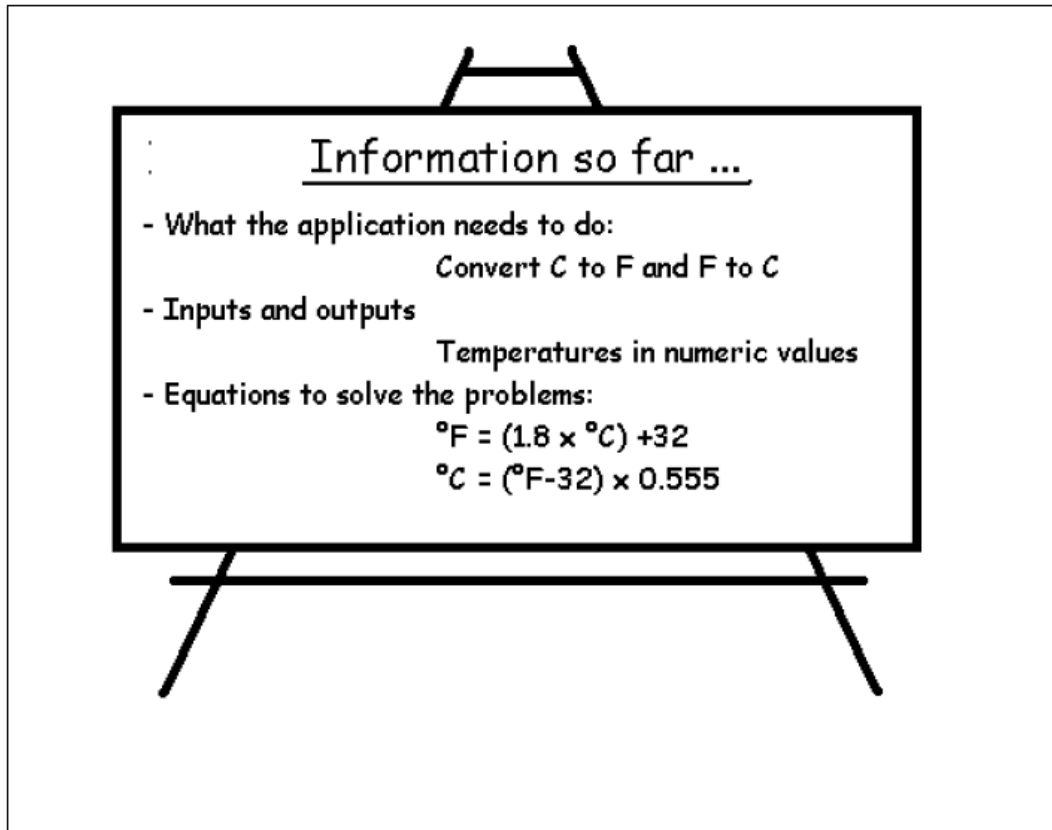 Information so far ...
- What the application needs to do:
Convert C to F and F to C
- Inputs and outputs
Temperatures in numeric values
- Equations to solve the problems:
°F = (1.8 x °C) +32
°C = (°F-32) x 0.555